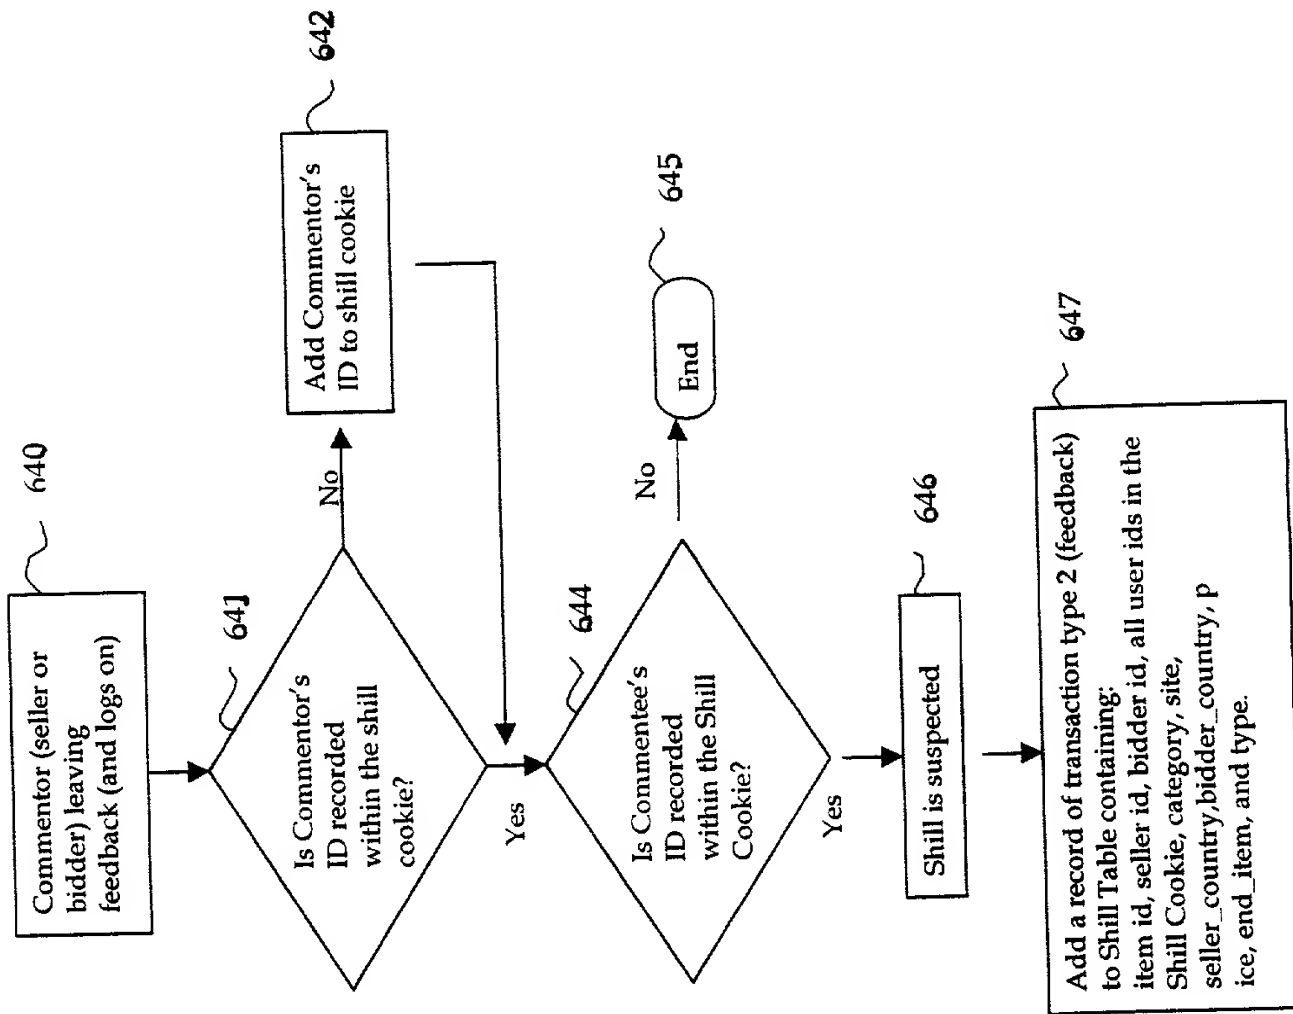 640
Commentor (seller or
bidder) leaving
feedback (and logs on)
641
Is Commentor's
ID recorded
within the shill
cookie?
No
642
Add Commentor's
ID to shill cookie
Yes
644
Is Commentee's
ID recorded
within the Shill
Cookie?
No
645
End
Yes
646
Shill is suspected
647
Add a record of transaction type 2 (feedback)
to Shill Table containing:
item id, seller id, bidder id, all user ids in the
Shill Cookie, category, site,
seller_country,bidder_country, p
ice, end_item, and type.